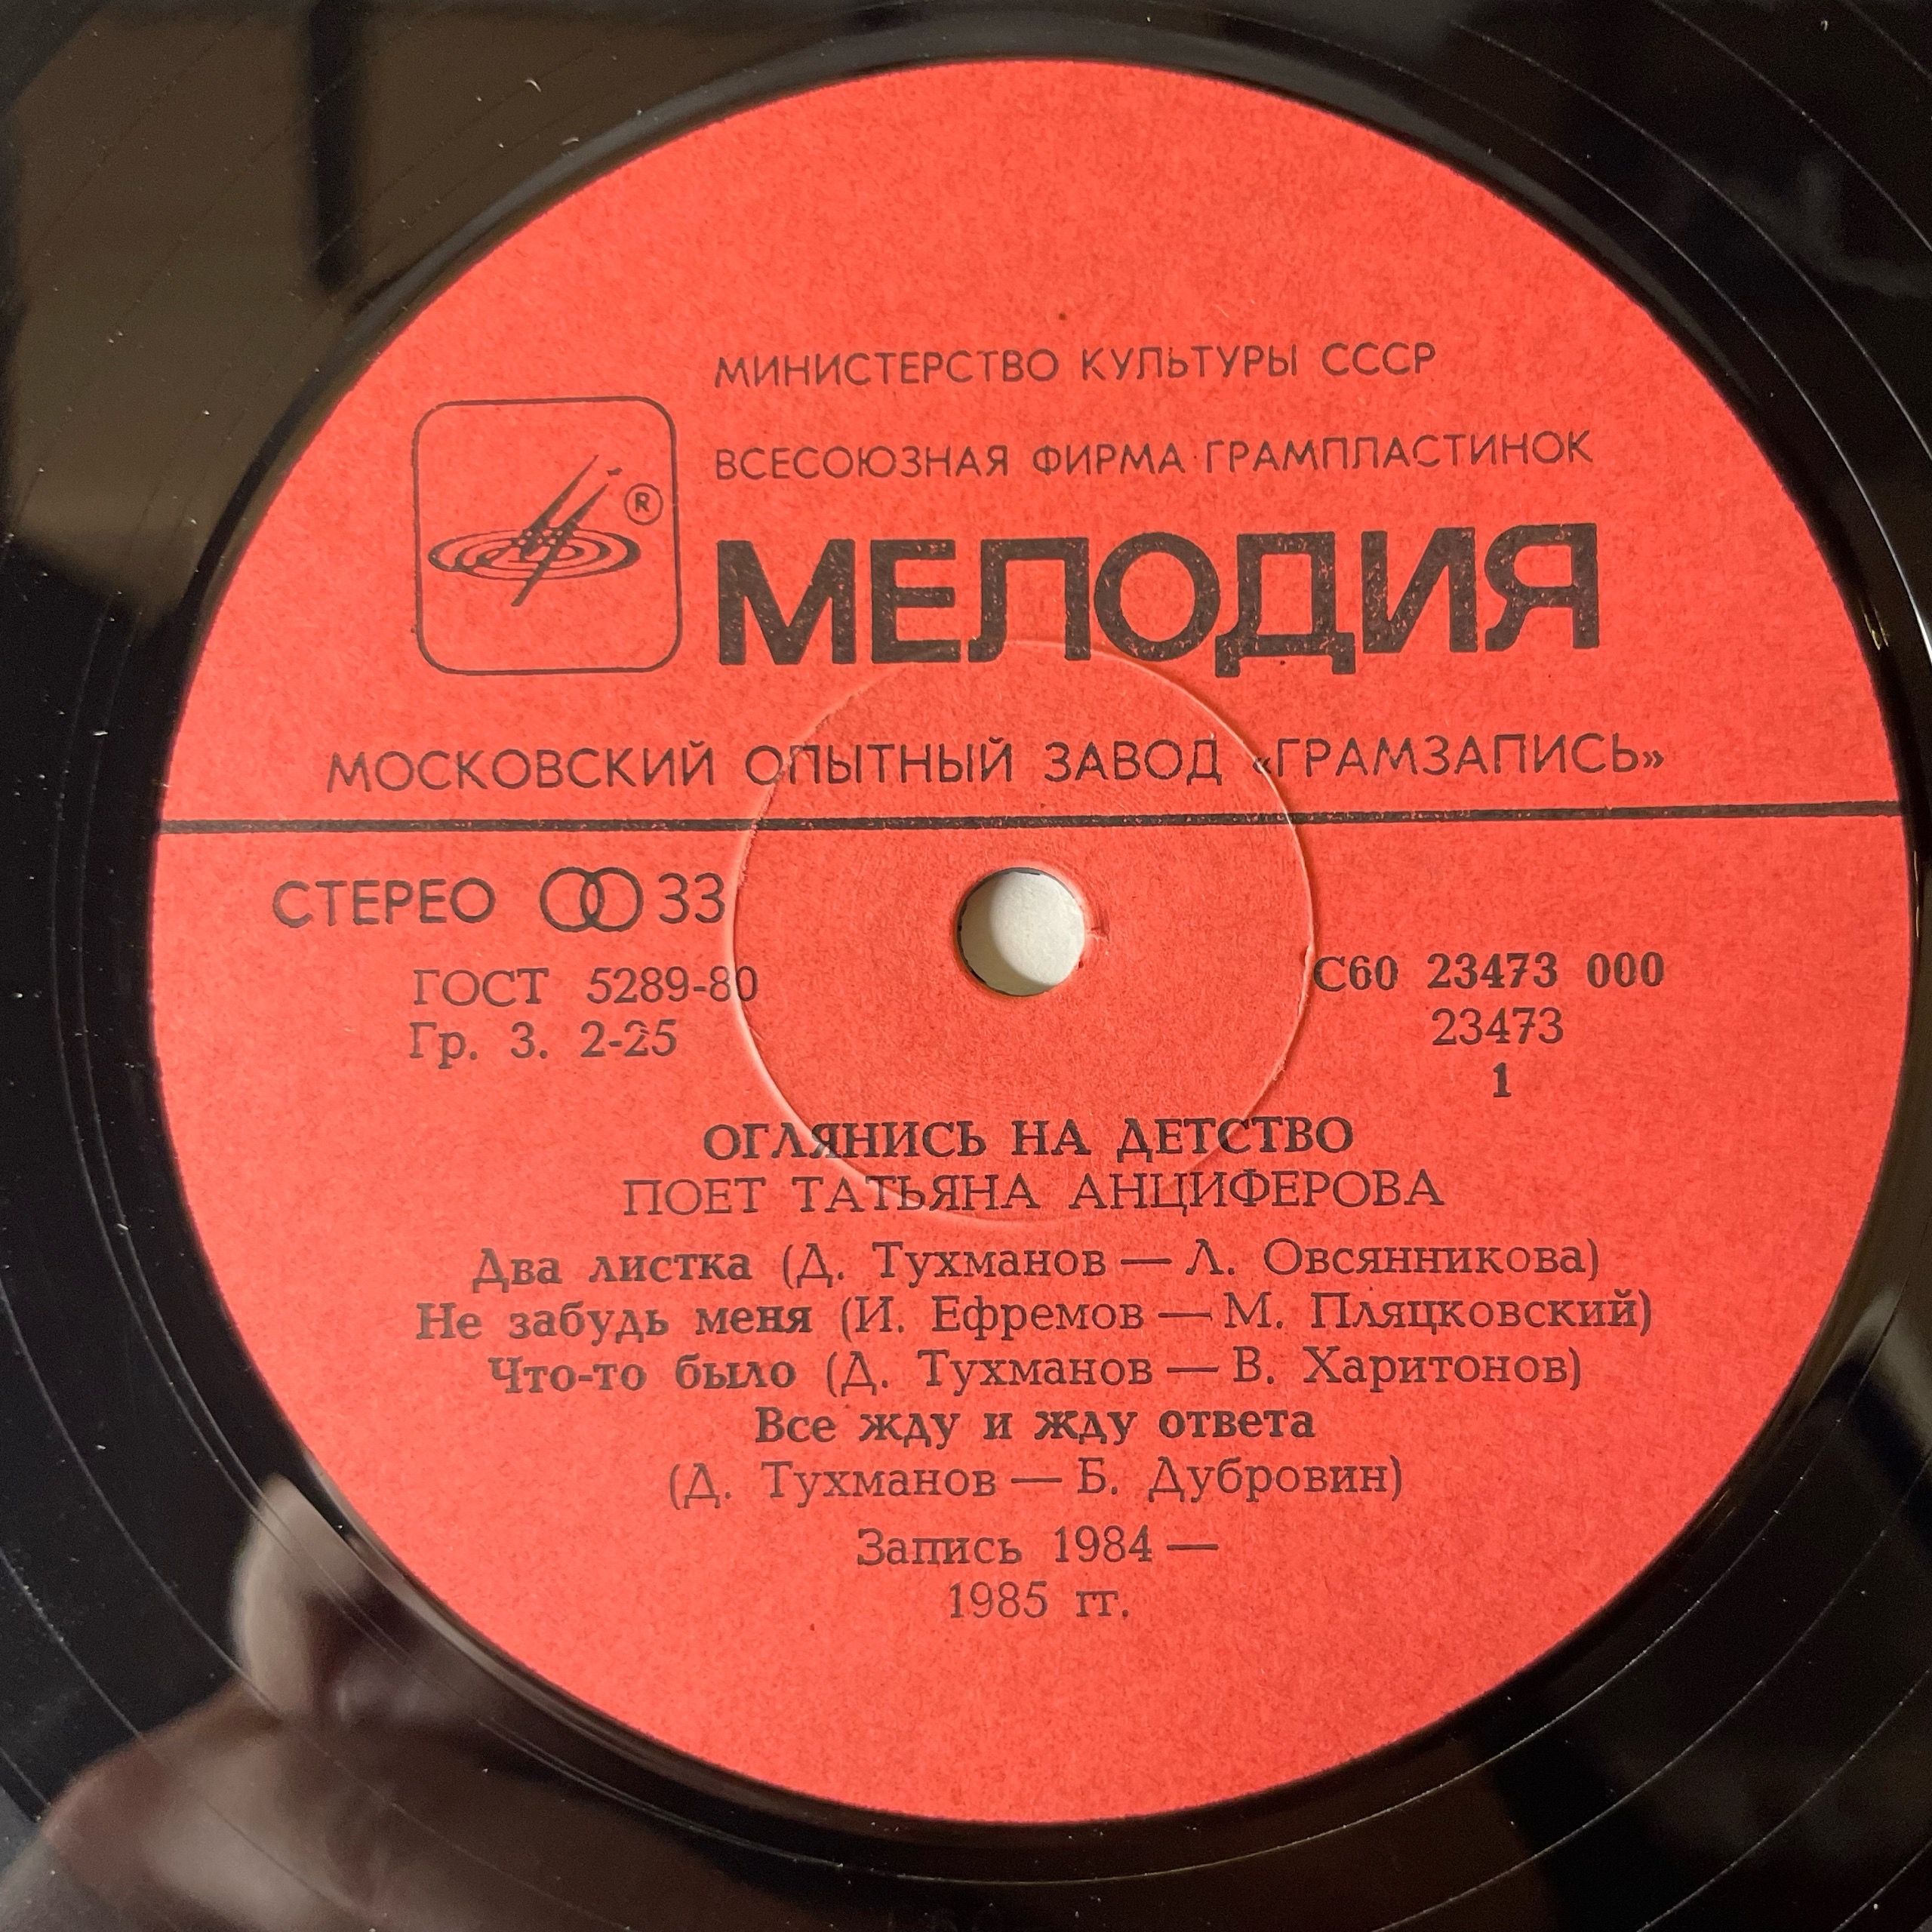 МИНИСТЕРСТВО КУЛЬТУРЫ СССР
ВСЕСОЮЗНАЯ ФИРМА ГРАМПЛАСТИНОК
®
МЕЛОДИЯ
МОСКОВСКИЙ ОПЫТНЫЙ ЗАВОД «ГРАМЗАПИСЬ»
СТЕРЕО 33
ГОСТ 5289-80
Гр. 3. 2-25
С60 23473 000
23473
1
ОГЛЯНИСЬ НА ДЕТСТВО
ПОЕТ ТАТЬЯНА АНЦИФЕРОВА
Два листка (Д. Тухманов — Л. Овсянникова)
Не забудь меня (И. Ефремов — М. Пляцковский)
Что-то было (Д. Тухманов — В. Харитонов)
Все жду и жду ответа
(Д. Тухманов — Б. Дубровин)
Запись 1984 —
1985 гг.